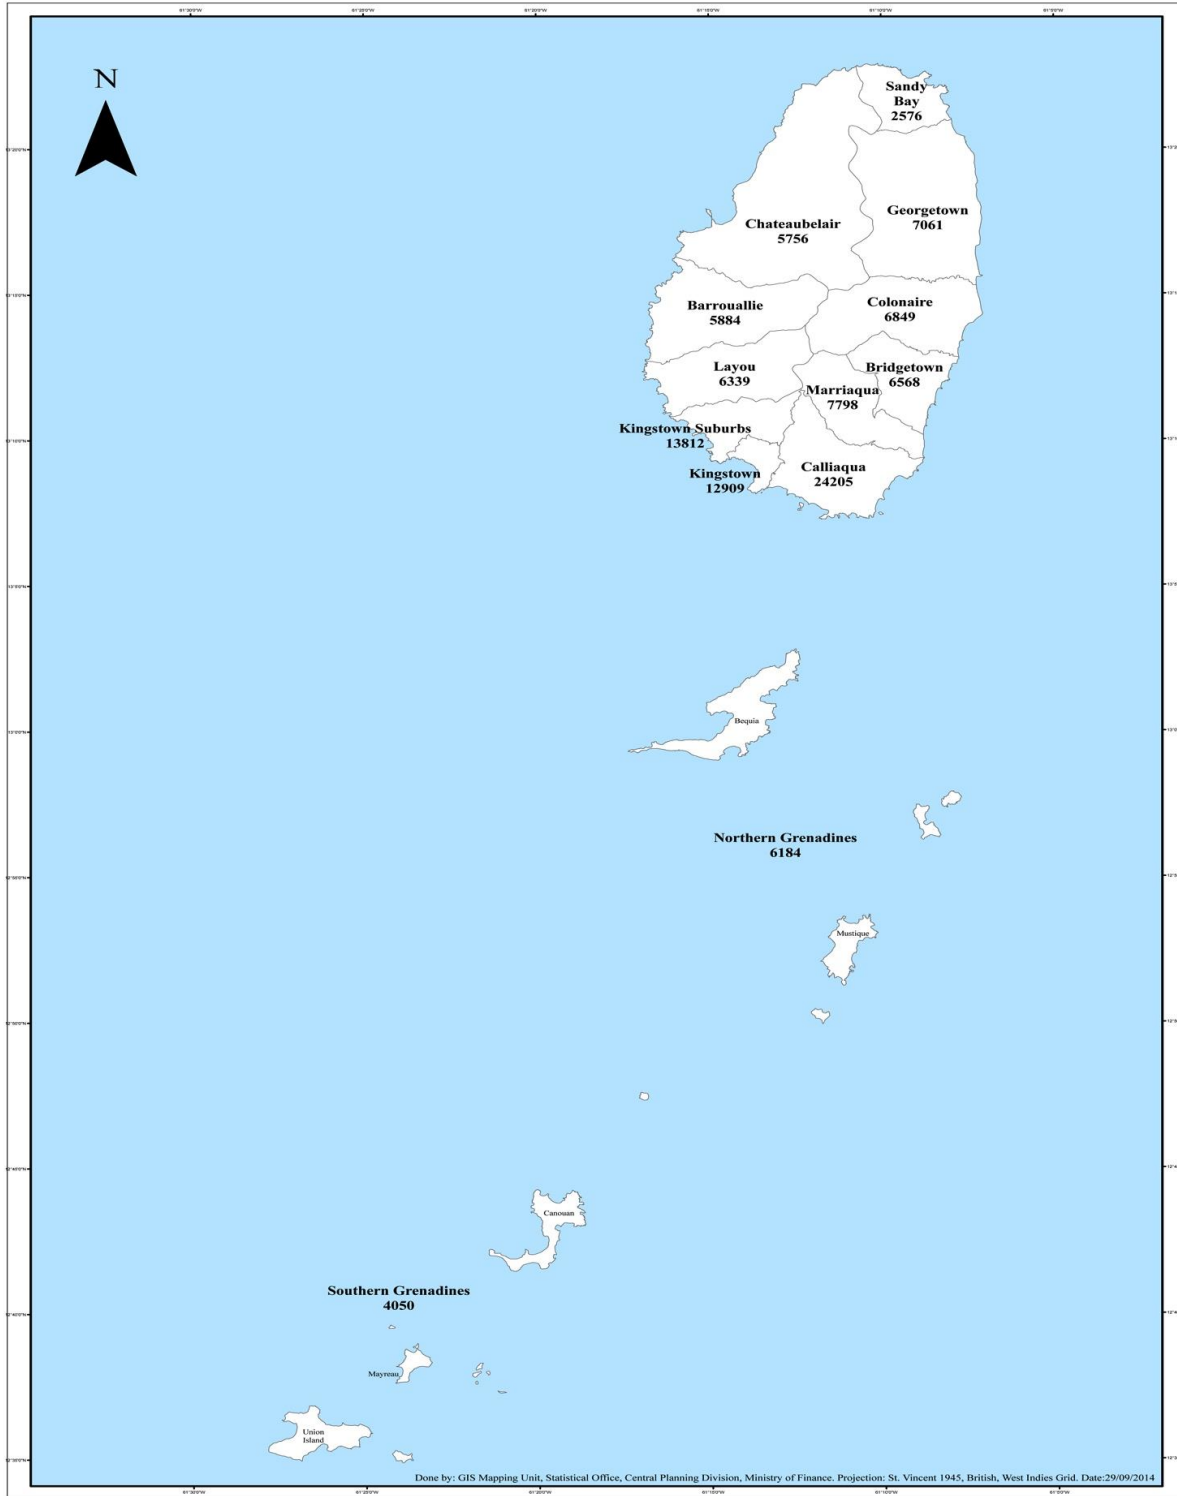 N
Sandy
Bay
2576
Georgetown
7061
Chateaubelair
5756
Colonaire
6849
Barrouallie
5884
Layou
6339
Bridgetown
6568
Marriaqua
7798
Kingstown Suburbs
13812
Kingstown
12909
Calliaqua
24205
Bequia
Northern Grenadines
6184
Mustique
Canouan
Southern Grenadines
4050
Mayreau
Union
Island
Done by: GIS Mapping Unit, Statistical Office, Central Planning Division, Ministry of Finance. Projection: St. Vincent 1945, British, West Indies Grid. Date:29/09/2014